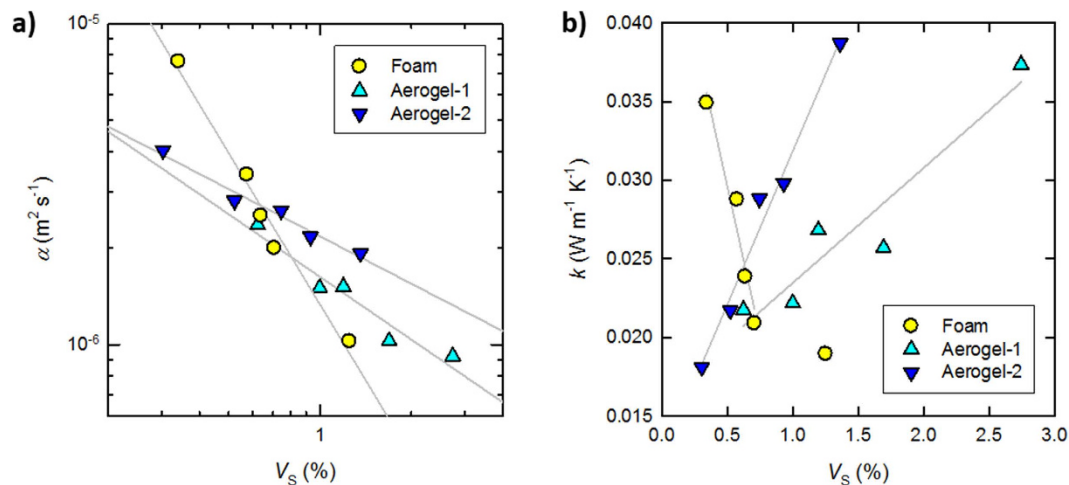 a)
10⁻⁵
10⁻⁶
α (m² s⁻¹)
Foam
Aerogel-1
Aerogel-2
1
V_S (%)
b)
0.040
0.035
0.030
0.025
0.020
0.015
k (W m⁻¹ K⁻¹)
Foam
Aerogel-1
Aerogel-2
0.0 0.5 1.0 1.5 2.0 2.5 3.0
V_S (%)